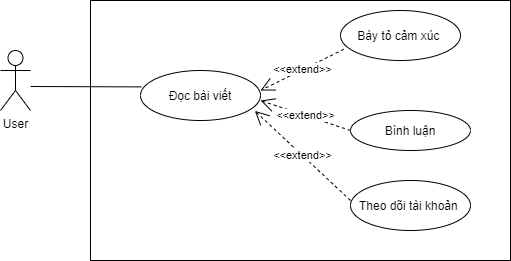 Bày tỏ cảm xúc
<<extend>>
Đọc bài viết
<<extend>>
Bình luận
User
<<extend>>
Theo dõi tài khoản